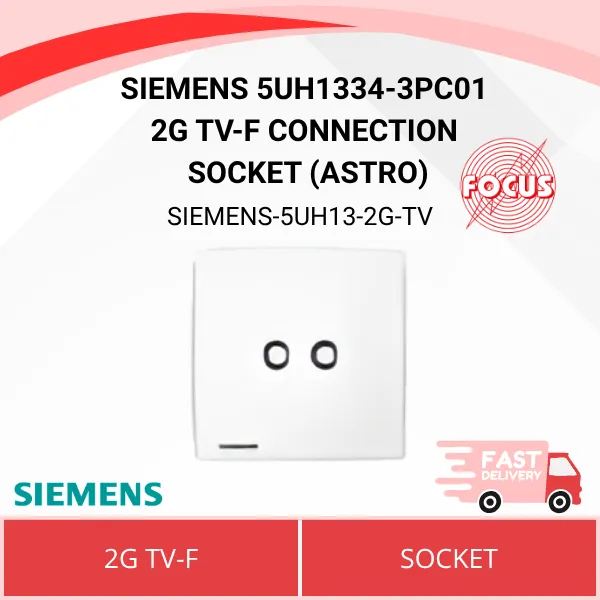 SIEMENS 5UH1334-3PC01
2G TV-F CONNECTION
SOCKET (ASTRO)
FOCUS
SIEMENS-5UH13-2G-TV
FAST
DELIVERY
SIEMENS
2G TV-F
SOCKET